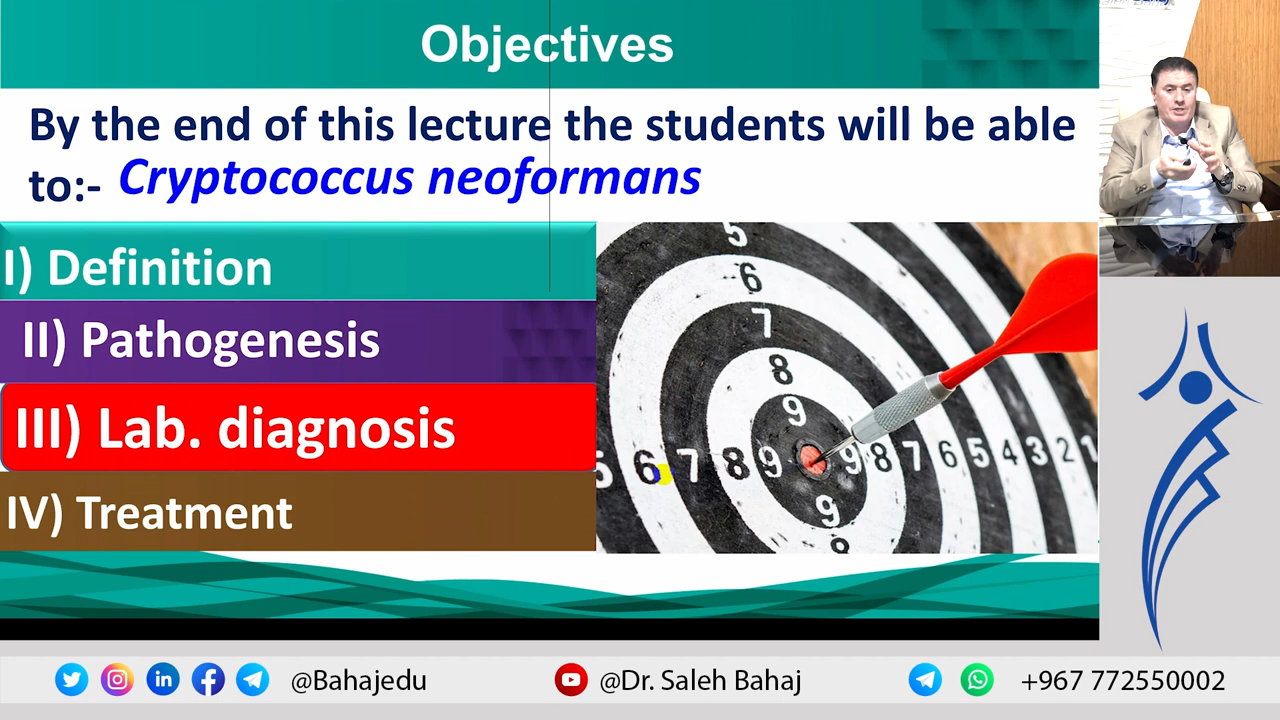 Objectives
By the end of this lecture the students will be able
to:- Cryptococcus neoformans
I) Definition
II) Pathogenesis
III) Lab. diagnosis
IV) Treatment
5
6
7
8
9
5 6 7 8 9 9 8 7 6 5 4 3 2 1
9
8
@Bahajedu
@Dr. Saleh Bahaj
+967 772550002